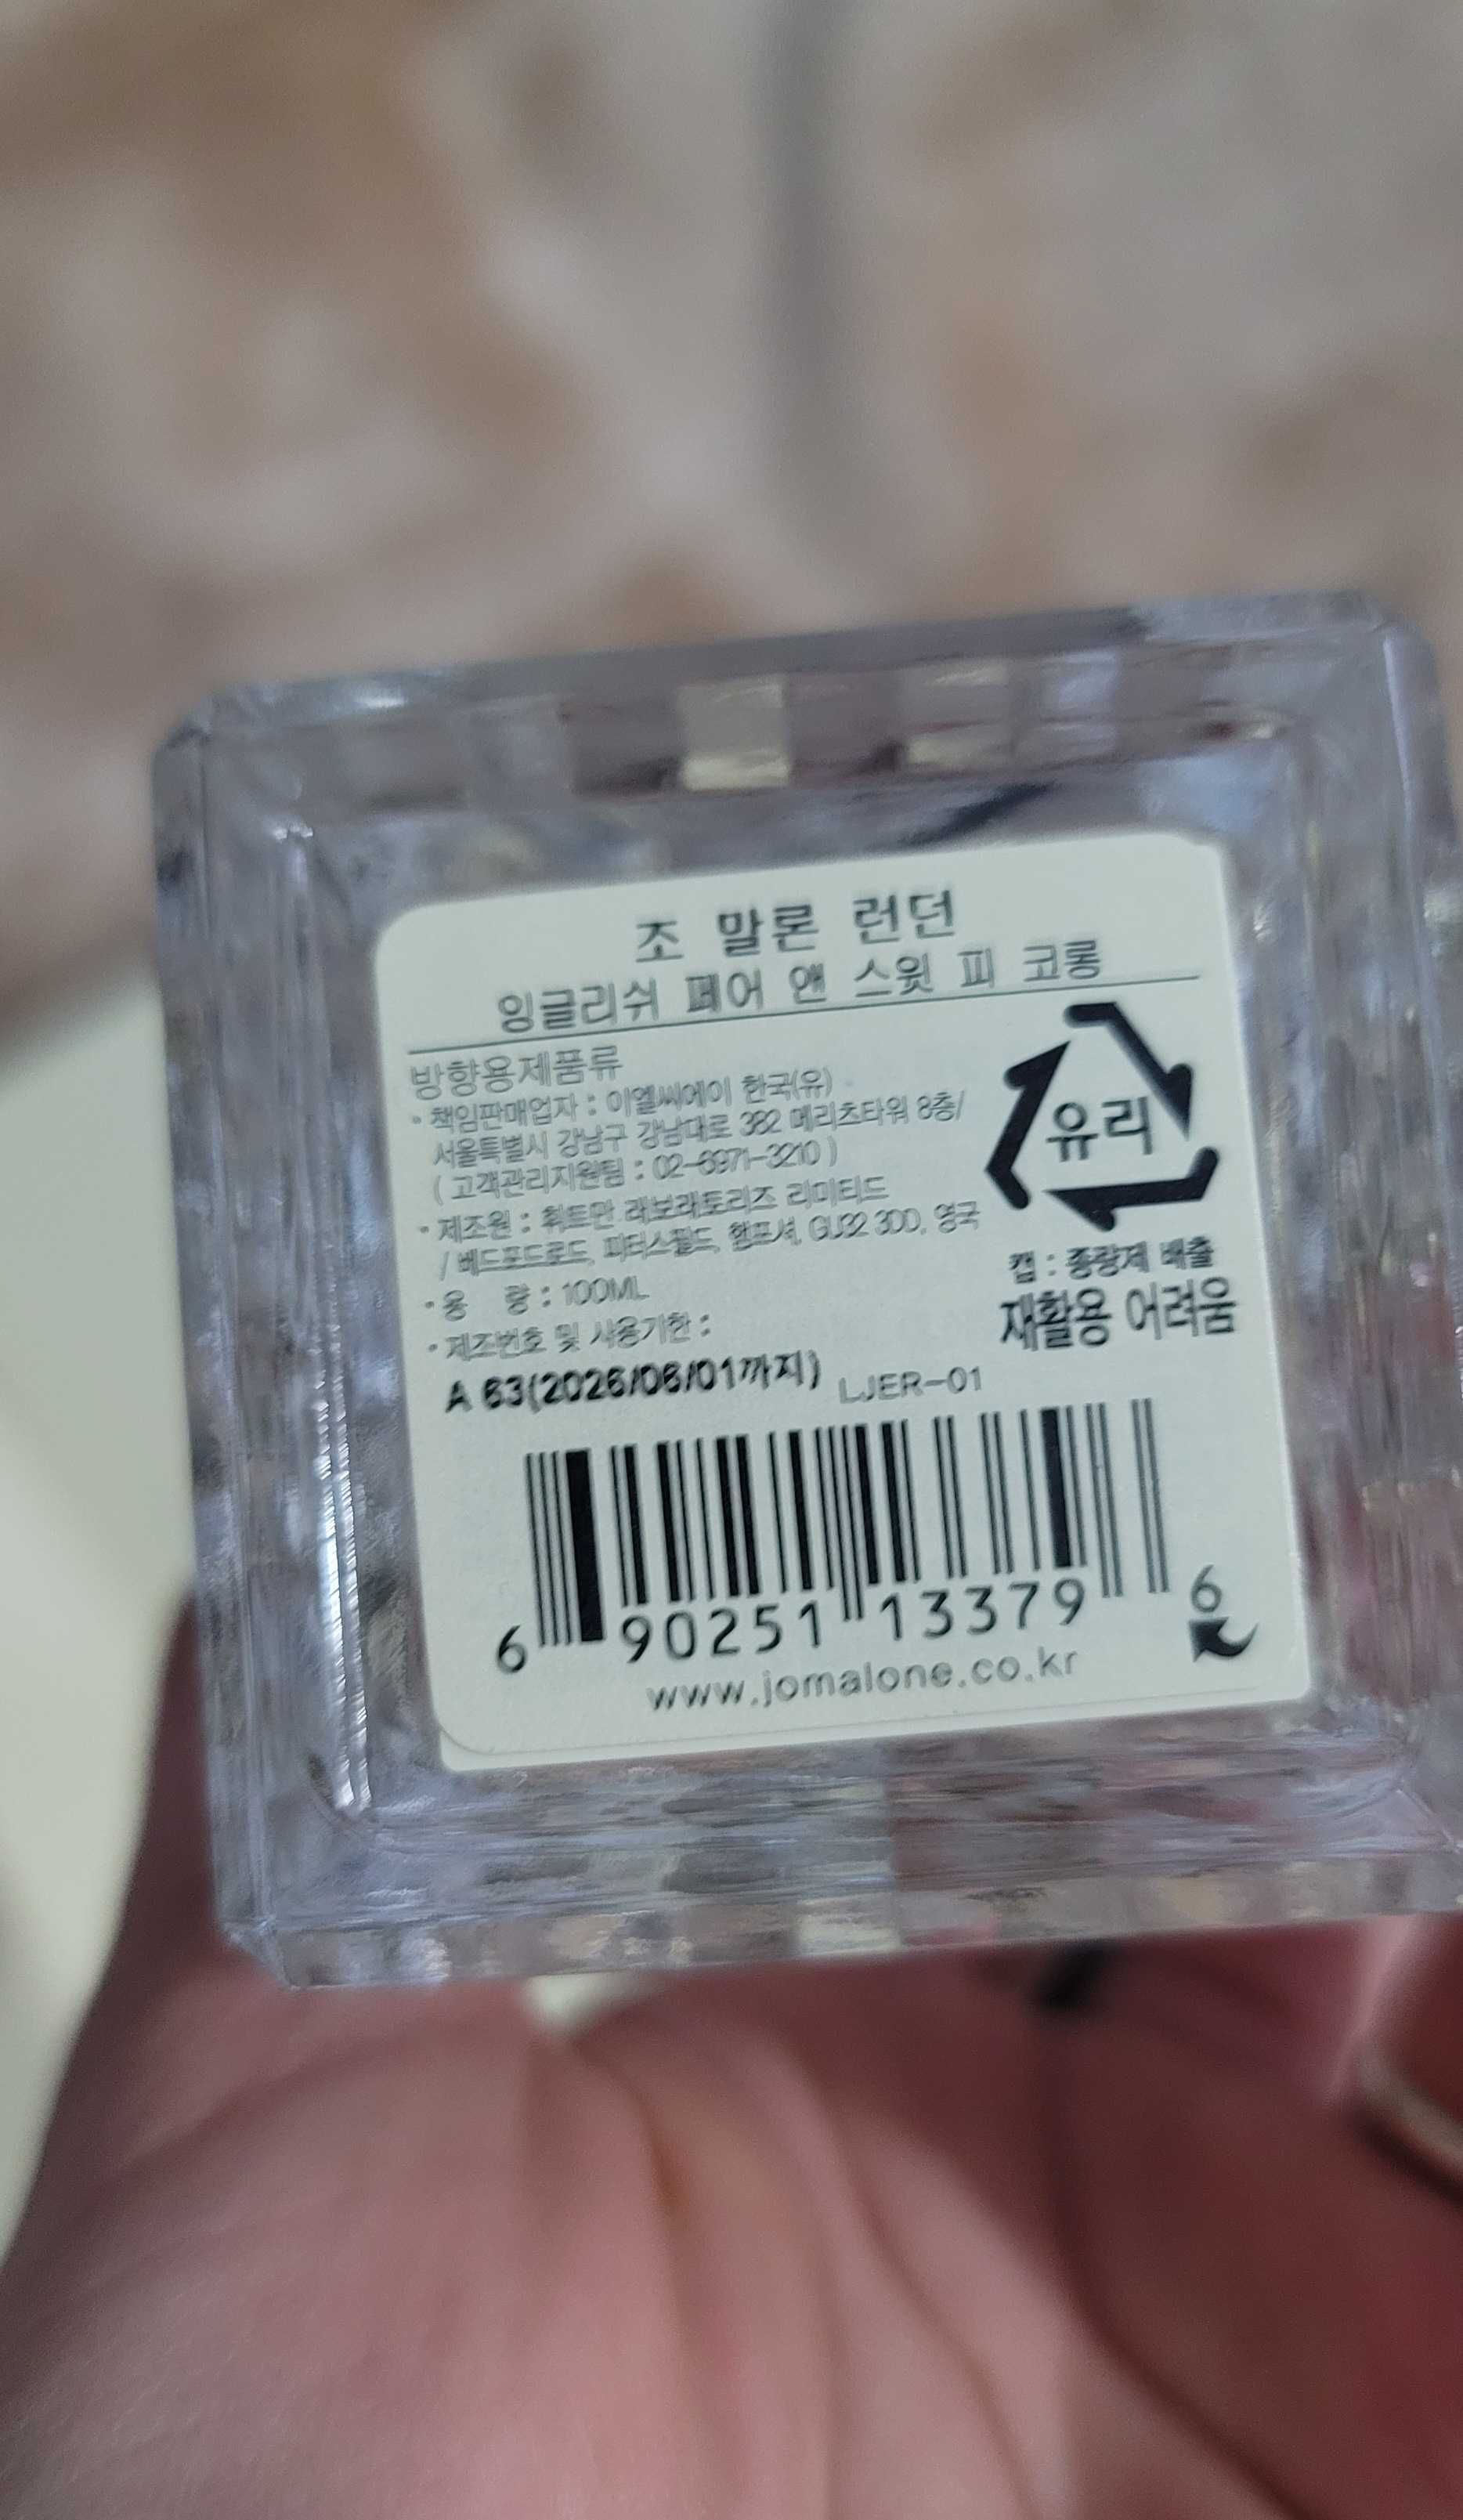 조 말론 런던
잉글리쉬 페어 앤 스윗 피 코롱
방향용제품류
· 책임판매업자 : 이엘씨에이 한국(유)
서울특별시 강남구 강남대로 382 메리츠타워 8층/
( 고객관리지원팀 : 02-6971-3210 )
· 제조원 : 휘트만 래보래토리즈 리미티드
/ 베드포드로드, 피터스필드, 햄프셔, GU32 3DD, 영국
· 용 량 : 100ML
· 제조번호 및 사용기한 :
A 63(2026/06/01까지) LJER-01
유리
캡 : 종량제 배출
재활용 어려움
6 90251 13379 6
www.jomalone.co.kr